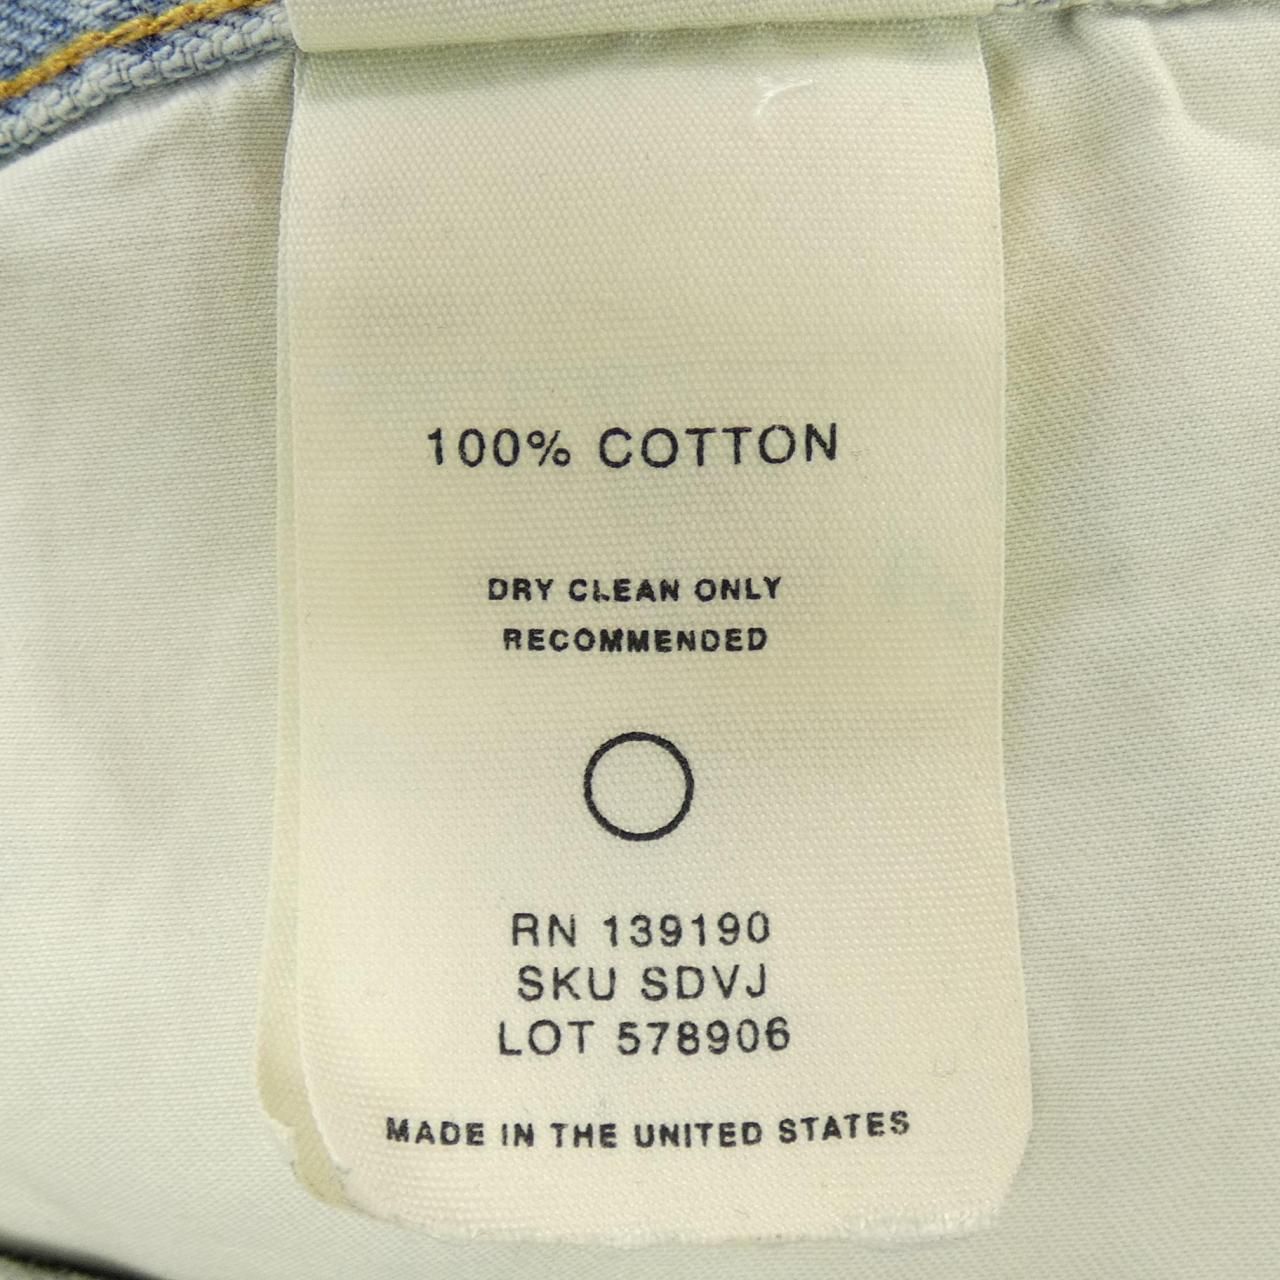 100% COTTON
DRY CLEAN ONLY
RECOMMENDED
RN 139190
SKU SDVJ
LOT 578906
MADE IN THE UNITED STATES